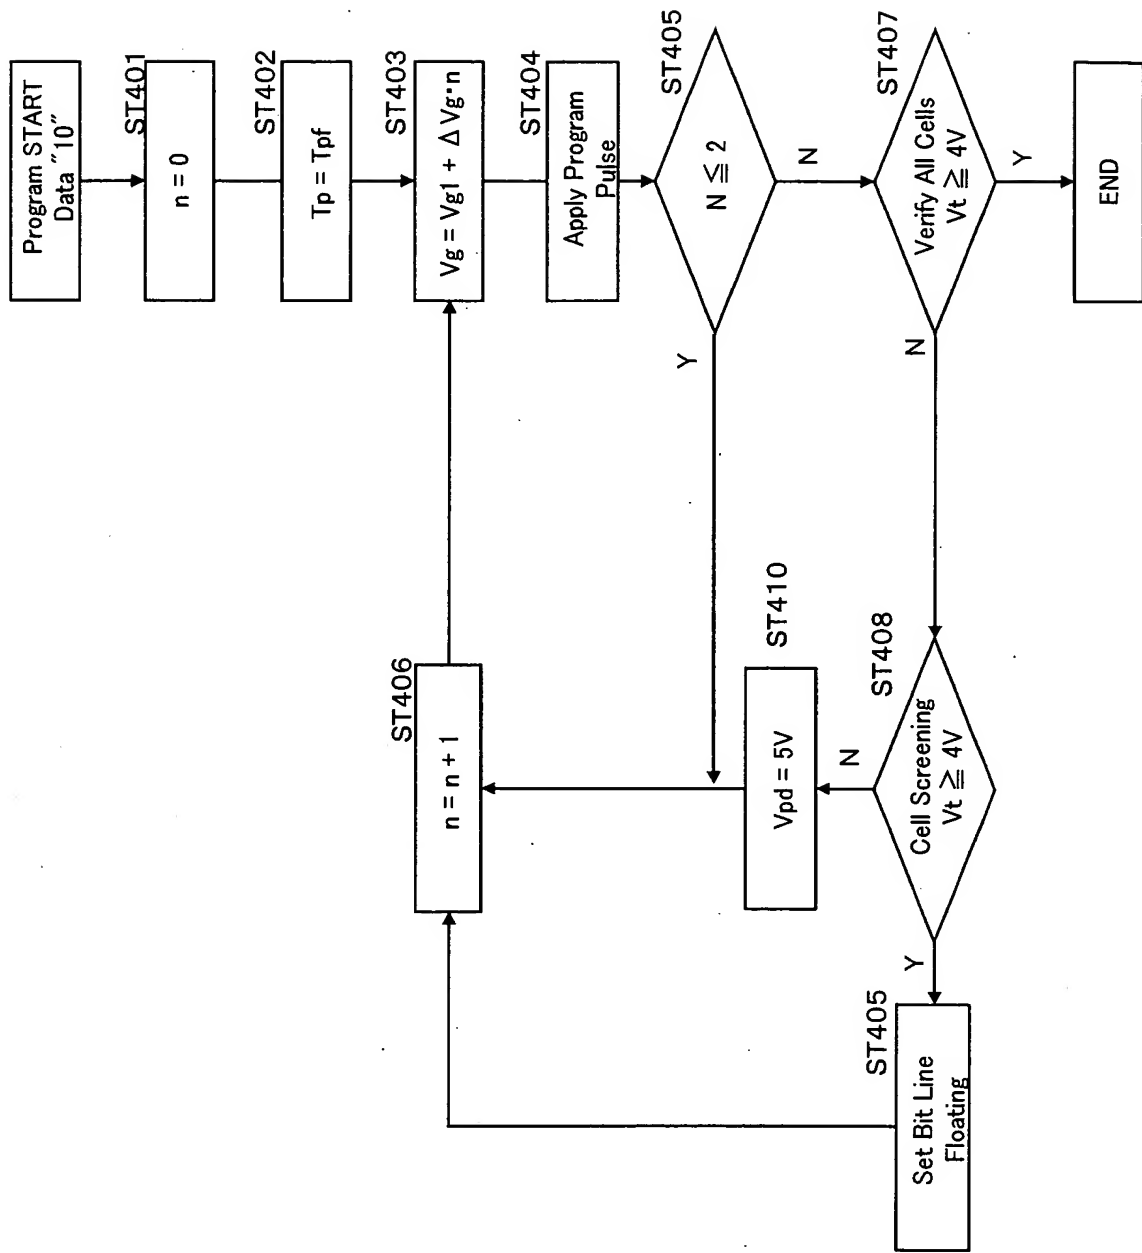 Program START
Data "10"
ST401
n = 0
ST402
Tp = Tpf
ST403
Vg = Vg1 + Δ Vg·n
ST404
Apply Program
Pulse
ST405
N ≦ 2
Y
N
ST407
Verify All Cells
Vt ≧ 4V
N
Y
END
ST406
n = n + 1
ST410
Vpd = 5V
ST408
Cell Screening
Vt ≧ 4V
N
Y
ST405
Set Bit Line
Floating